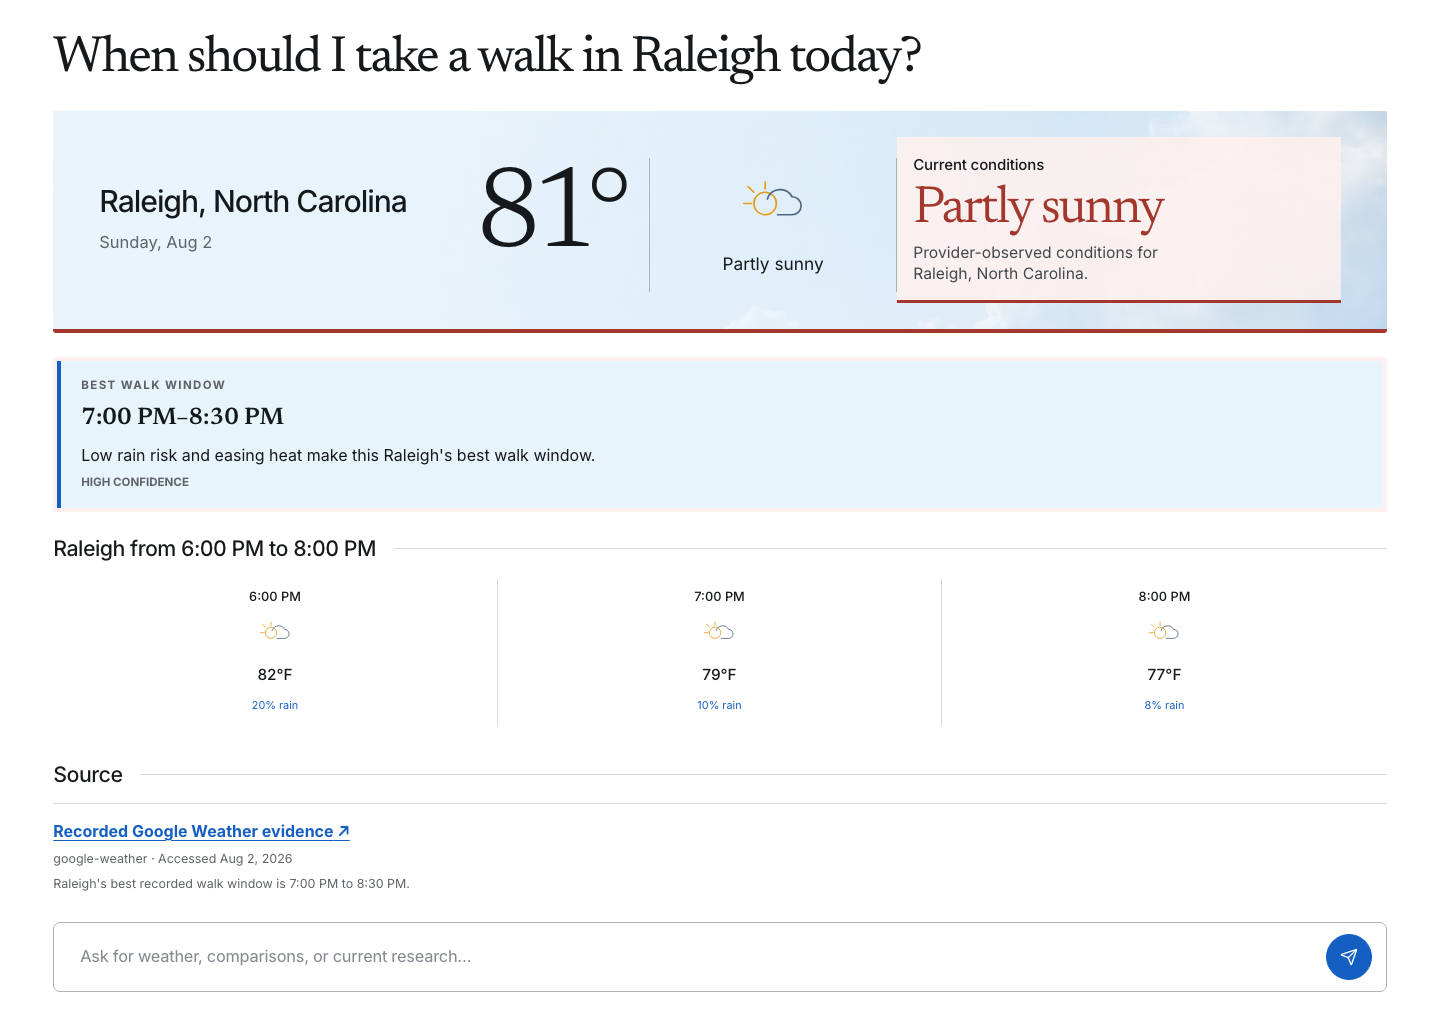 When should I take a walk in Raleigh today?
Raleigh, North Carolina
Sunday, Aug 2
81°
Partly sunny
Current conditions
Partly sunny
Provider-observed conditions for
Raleigh, North Carolina.
BEST WALK WINDOW
7:00 PM–8:30 PM
Low rain risk and easing heat make this Raleigh's best walk window.
HIGH CONFIDENCE
Raleigh from 6:00 PM to 8:00 PM
6:00 PM
82°F
20% rain
7:00 PM
79°F
10% rain
8:00 PM
77°F
8% rain
Source
Recorded Google Weather evidence ↗
google-weather · Accessed Aug 2, 2026
Raleigh's best recorded walk window is 7:00 PM to 8:30 PM.
Ask for weather, comparisons, or current research...